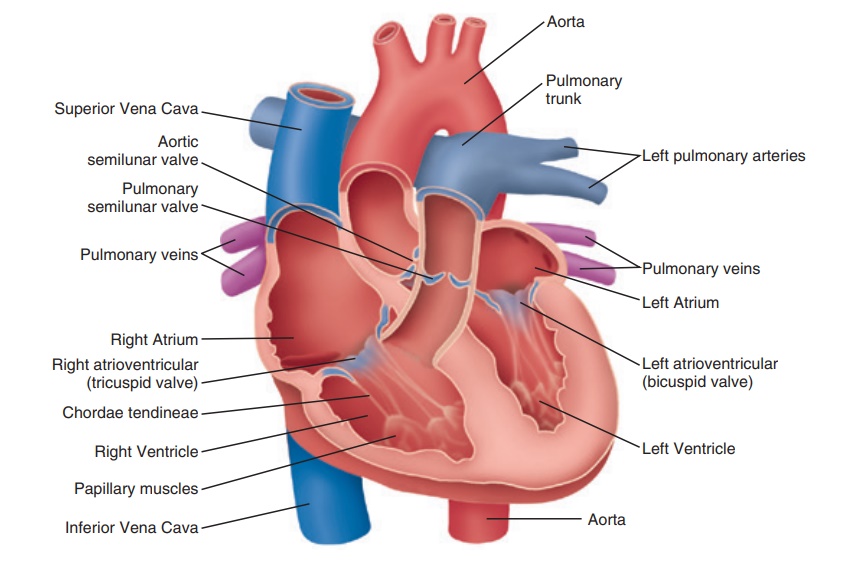 Aorta
Pulmonary
trunk
Superior Vena Cava
Aortic
semilunar valve
Left pulmonary arteries
Pulmonary
semilunar valve
Pulmonary veins
Pulmonary veins
Left Atrium
Right Atrium
Right atrioventricular
(tricuspid valve)
Left atrioventricular
(bicuspid valve)
Chordae tendineae
Right Ventricle
Left Ventricle
Papillary muscles
Inferior Vena Cava
Aorta